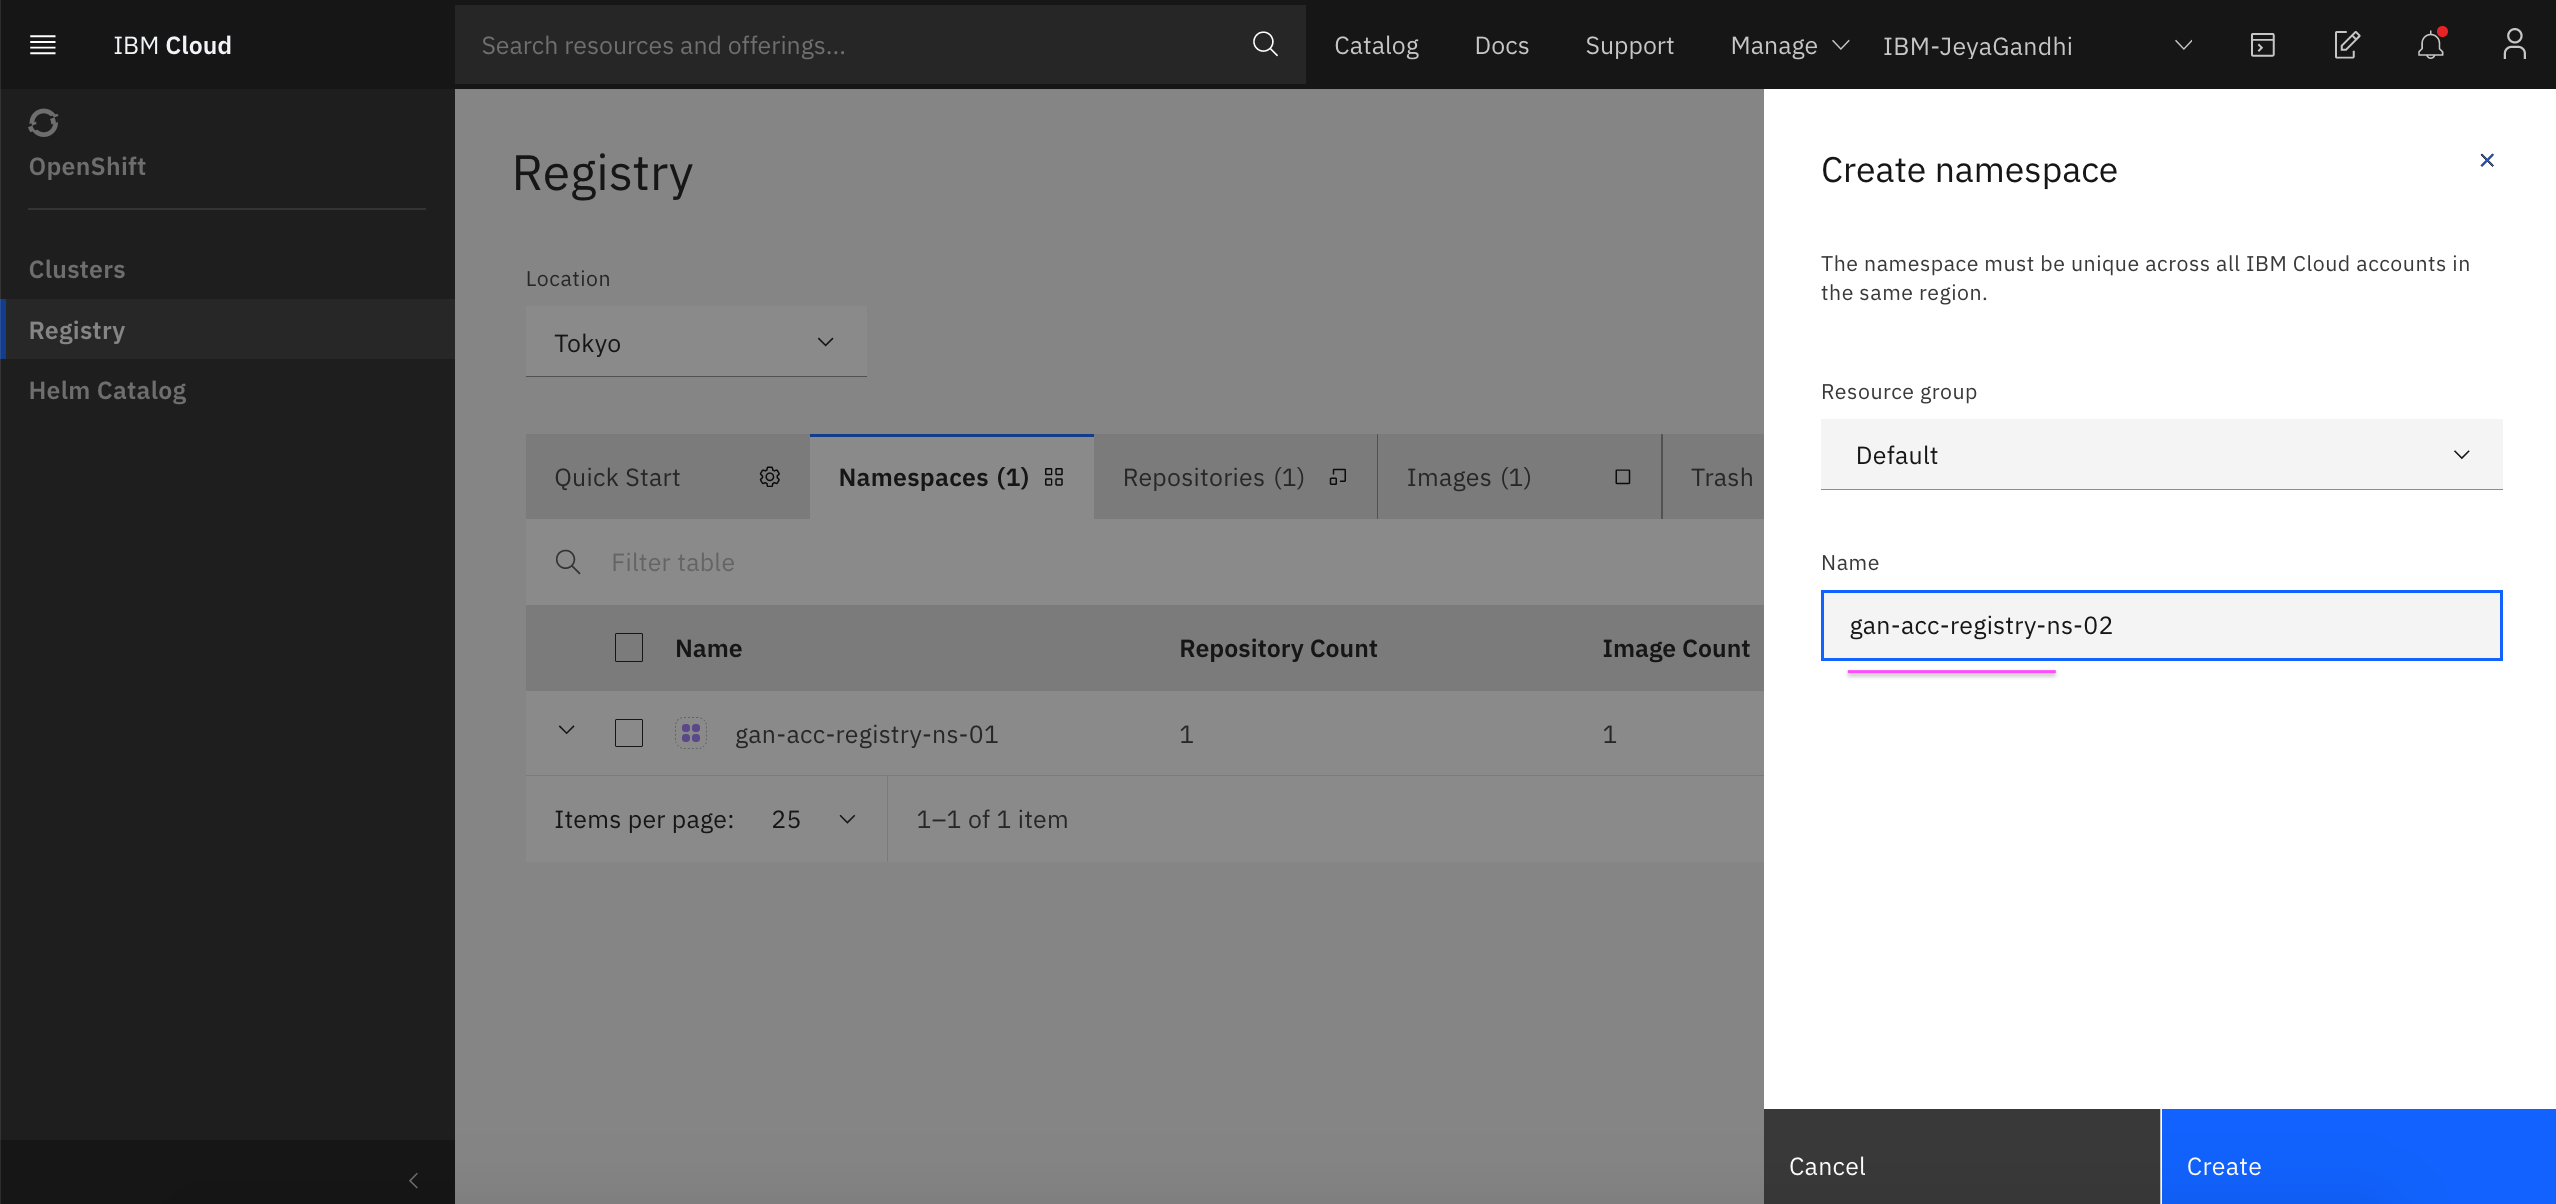 IBM Cloud
Search resources and offerings...
Catalog
Docs
Support
Manage
IBM-JeyaGandhi
OpenShift
Clusters
Registry
Helm Catalog
Registry
Location
Tokyo
Quick Start
Namespaces (1)
Repositories (1)
Images (1)
Trash
Filter table
Name
Repository Count
Image Count
gan-acc-registry-ns-01
1
1
Items per page:
25
1–1 of 1 item
Create namespace
The namespace must be unique across all IBM Cloud accounts in
the same region.
Resource group
Default
Name
gan-acc-registry-ns-02
Cancel
Create